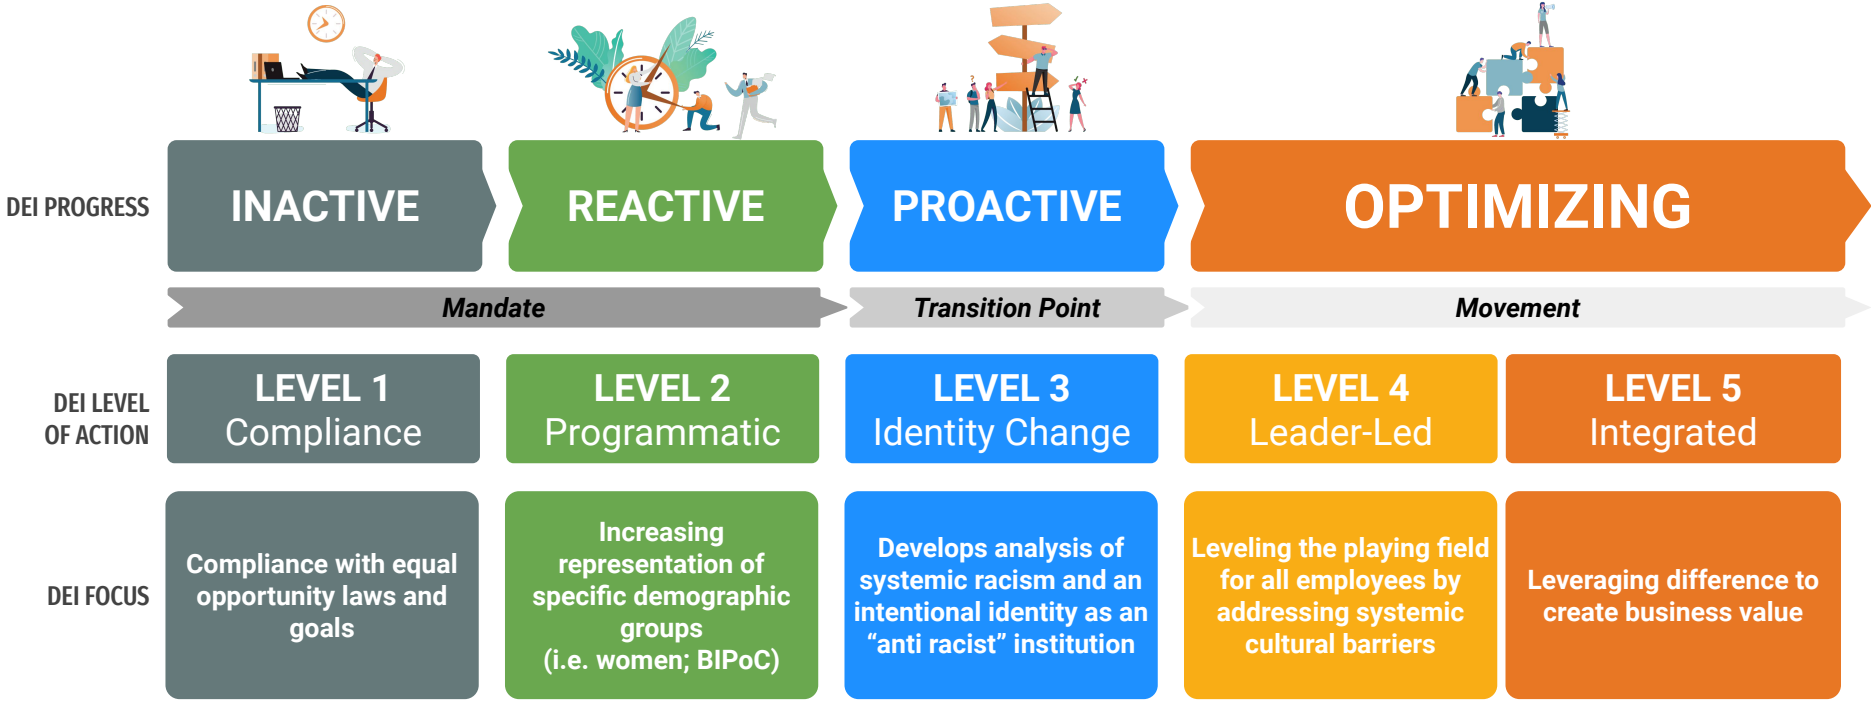 DEI PROGRESS
INACTIVE
REACTIVE
PROACTIVE
OPTIMIZING
Mandate
Transition Point
Movement
DEI LEVEL
OF ACTION
LEVEL 1
Compliance
LEVEL 2
Programmatic
LEVEL 3
Identity Change
LEVEL 4
Leader-Led
LEVEL 5
Integrated
DEI FOCUS
Compliance with equal
opportunity laws and
goals
Increasing
representation of
specific demographic
groups
(i.e. women; BIPoC)
Develops analysis of
systemic racism and an
intentional identity as an
“anti racist” institution
Leveling the playing field
for all employees by
addressing systemic
cultural barriers
Leveraging difference to
create business value